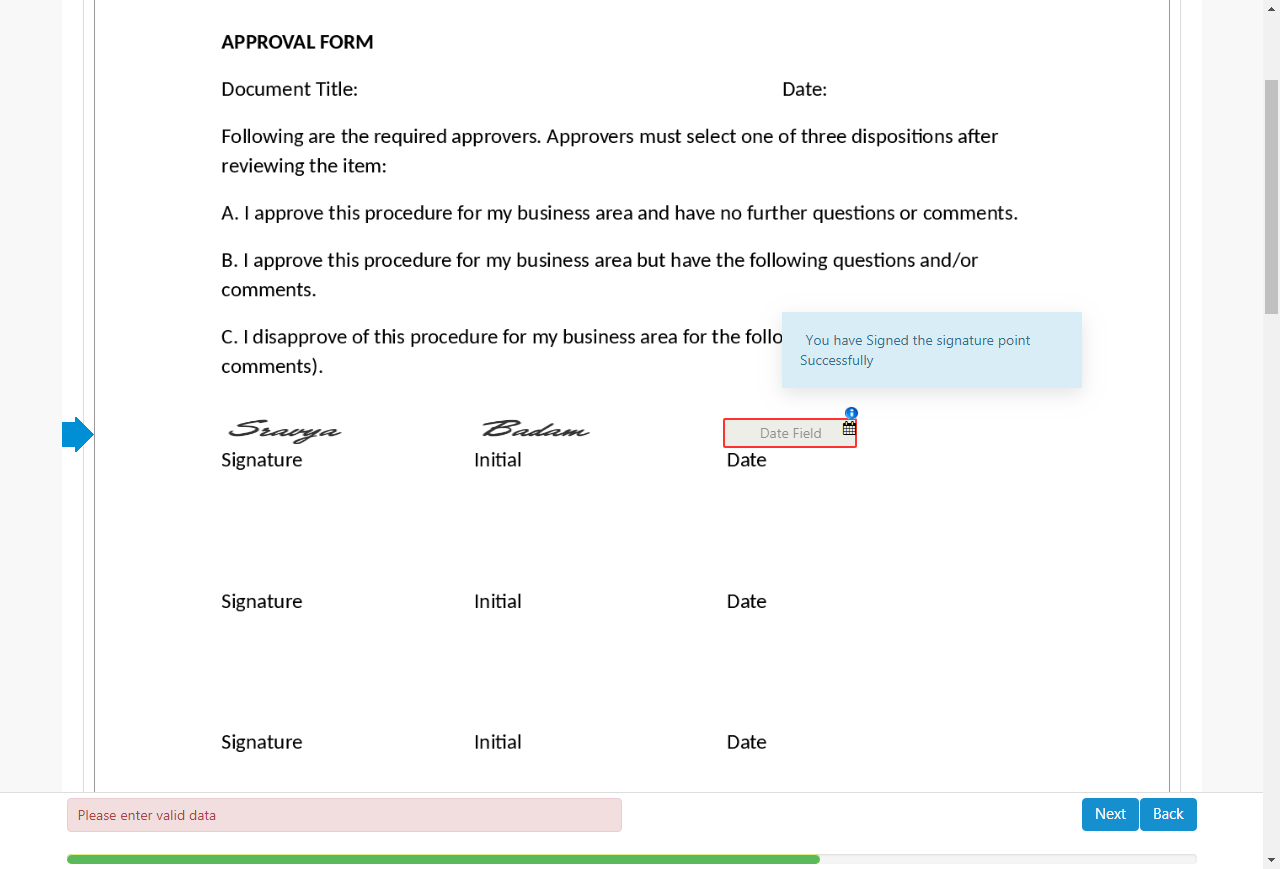 APPROVAL FORM
Document Title: Date:
Following are the required approvers. Approvers must select one of three dispositions after
reviewing the item:
A. I approve this procedure for my business area and have no further questions or comments.
B. I approve this procedure for my business area but have the following questions and/or
comments.
C. I disapprove of this procedure for my business area for the follo
comments).
You have Signed the signature point
Successfully
Sravya Badam Date Field
Signature Initial Date
Signature Initial Date
Signature Initial Date
Please enter valid data
Next Back